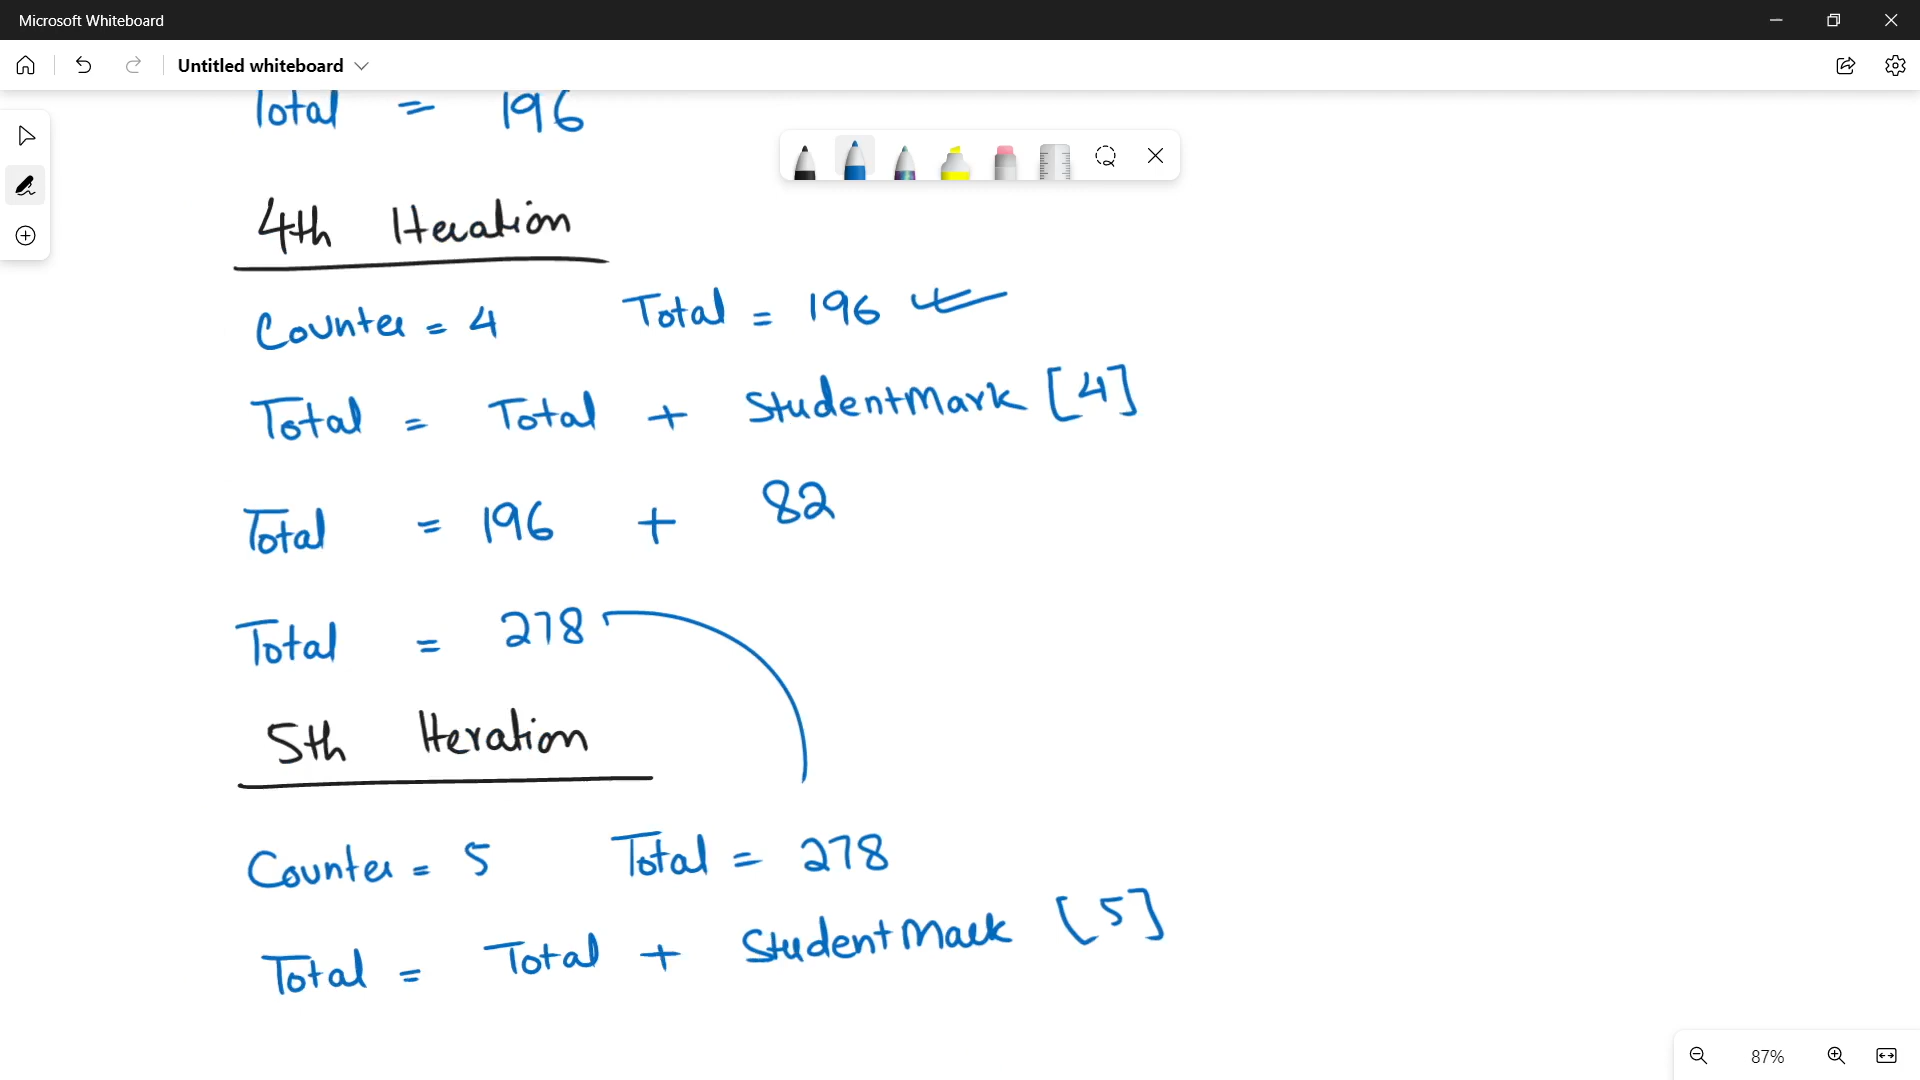 Microsoft Whiteboard
Untitled whiteboard
Total = 196
4th Iteration
Counter = 4 Total = 196
Total = Total + StudentMark [4]
Total = 196 + 82
Total = 278
5th Iteration
Counter = 5 Total = 278
Total = Total + StudentMark [5]
87%